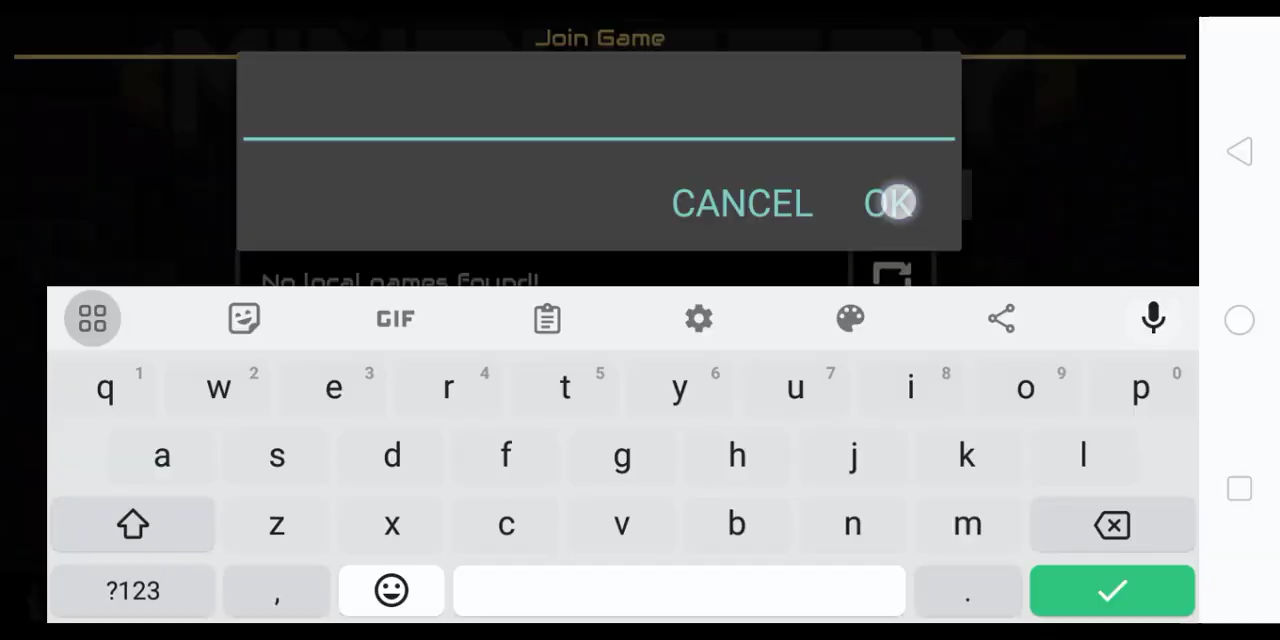 Join Game
CANCEL OK
No local games found!
GIF
q 1 w 2 e 3 r 4 t 5 y 6 u 7 i 8 o 9 p 0
a s d f g h j k l
z x c v b n m
?123 , .